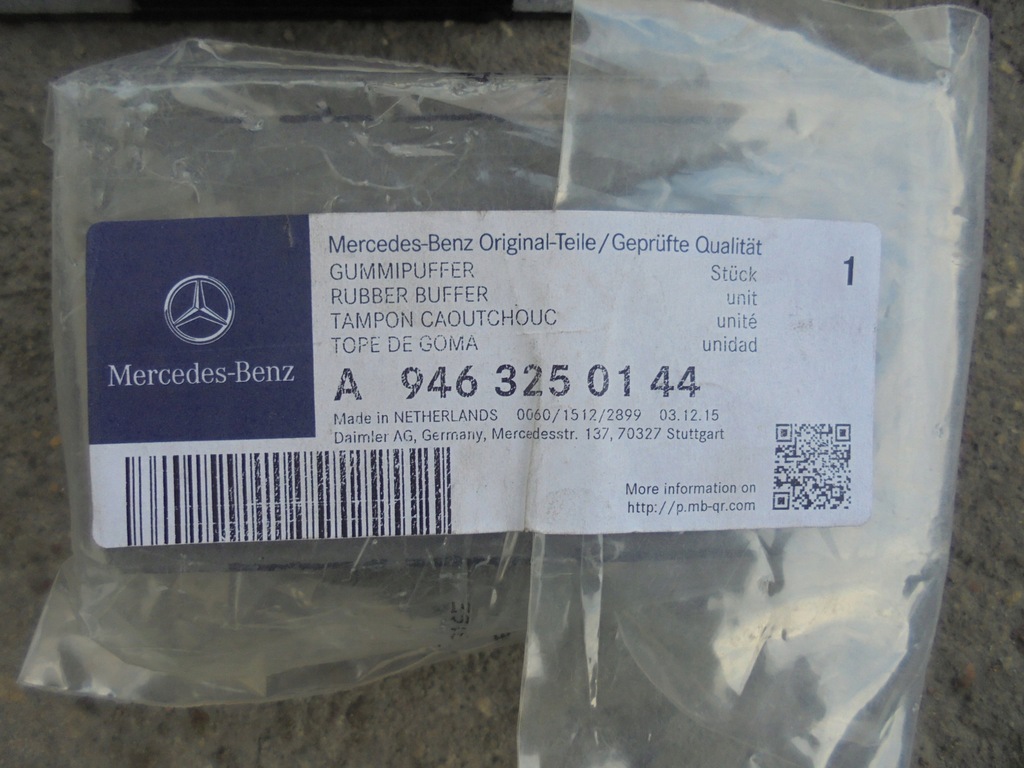 Mercedes-Benz
Mercedes-Benz Original-Teile/Geprüfte Qualität
GUMMIPUFFER Stück 1
RUBBER BUFFER unit
TAMPON CAOUTCHOUC unité
TOPE DE GOMA unidad
A 946 325 01 44
Made in NETHERLANDS 0060/1512/2899 03.12.15
Daimler AG, Germany, Mercedesstr. 137, 70327 Stuttgart
More information on
http://p.mb-qr.com